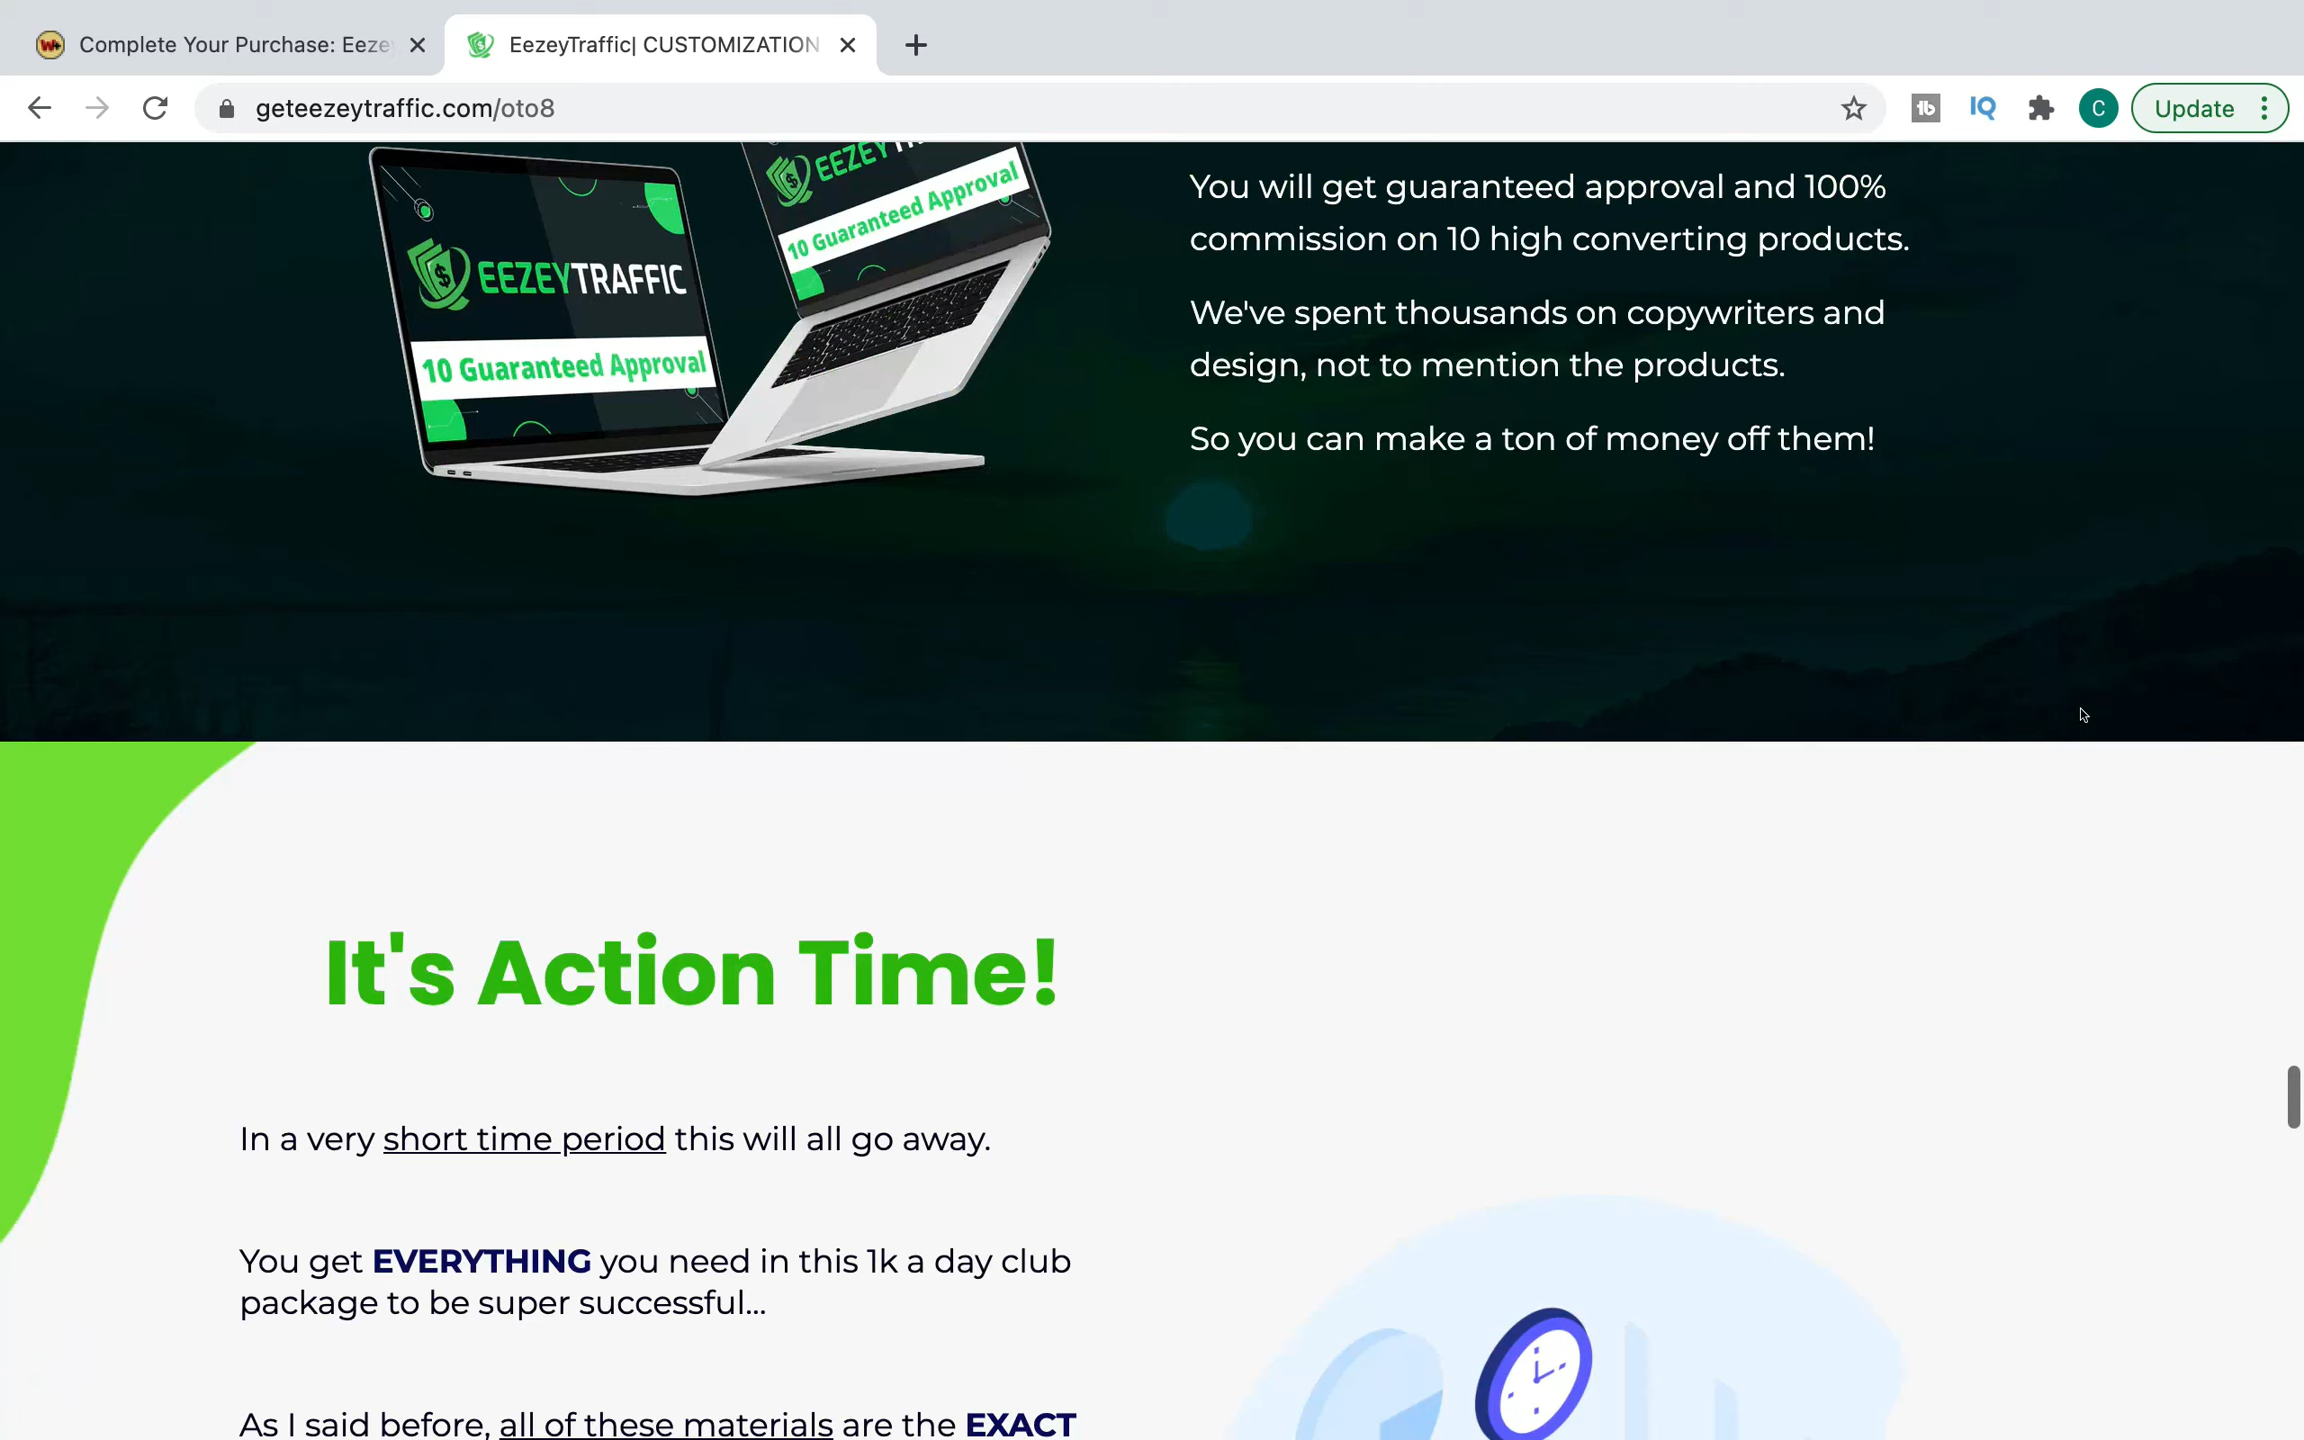 Complete Your Purchase: Eeze
EezeyTraffic| CUSTOMIZATION
geteezeytraffic.com/oto8
tb
IQ
C
Update
EEZEYTRAFFIC
10 Guaranteed Approval
EEZEY
10 Guaranteed Approval
You will get guaranteed approval and 100%
commission on 10 high converting products.
We've spent thousands on copywriters and
design, not to mention the products.
So you can make a ton of money off them!
It's Action Time!
In a very short time period this will all go away.
You get EVERYTHING you need in this 1k a day club
package to be super successful...
As I said before, all of these materials are the EXACT